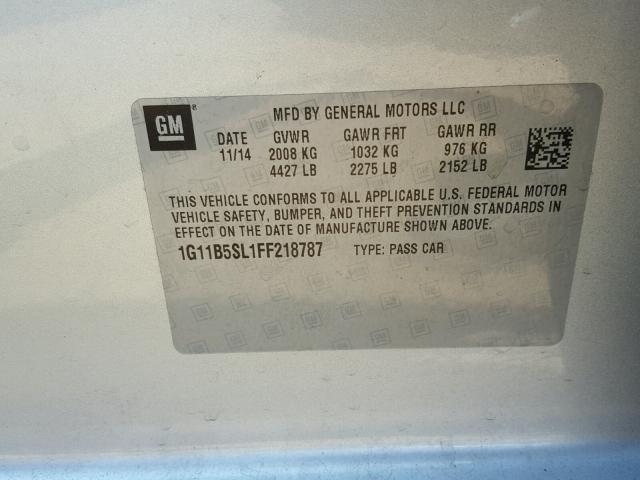 GM ®
MFD BY GENERAL MOTORS LLC
DATE GVWR GAWR FRT GAWR RR
11/14 2008 KG 1032 KG 976 KG
4427 LB 2275 LB 2152 LB
THIS VEHICLE CONFORMS TO ALL APPLICABLE U.S. FEDERAL MOTOR
VEHICLE SAFETY, BUMPER, AND THEFT PREVENTION STANDARDS IN
EFFECT ON THE DATE OF MANUFACTURE SHOWN ABOVE.
1G11B5SL1FF218787 TYPE: PASS CAR